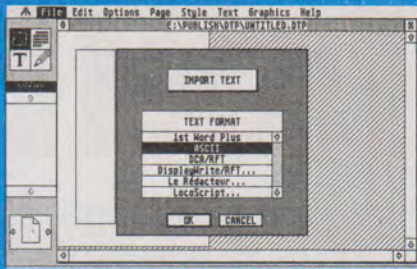 File Edit Options Page Style Text Graphics Help
E:\PUBLISH\DTP\UNTITLED.DTP
T
IMPORT TEXT
TEXT FORMAT
1st Word Plus
ASCII
DCA/RFT
DisplayWrite/RFT...
Le Rédacteur...
LocoScript...
OK CANCEL